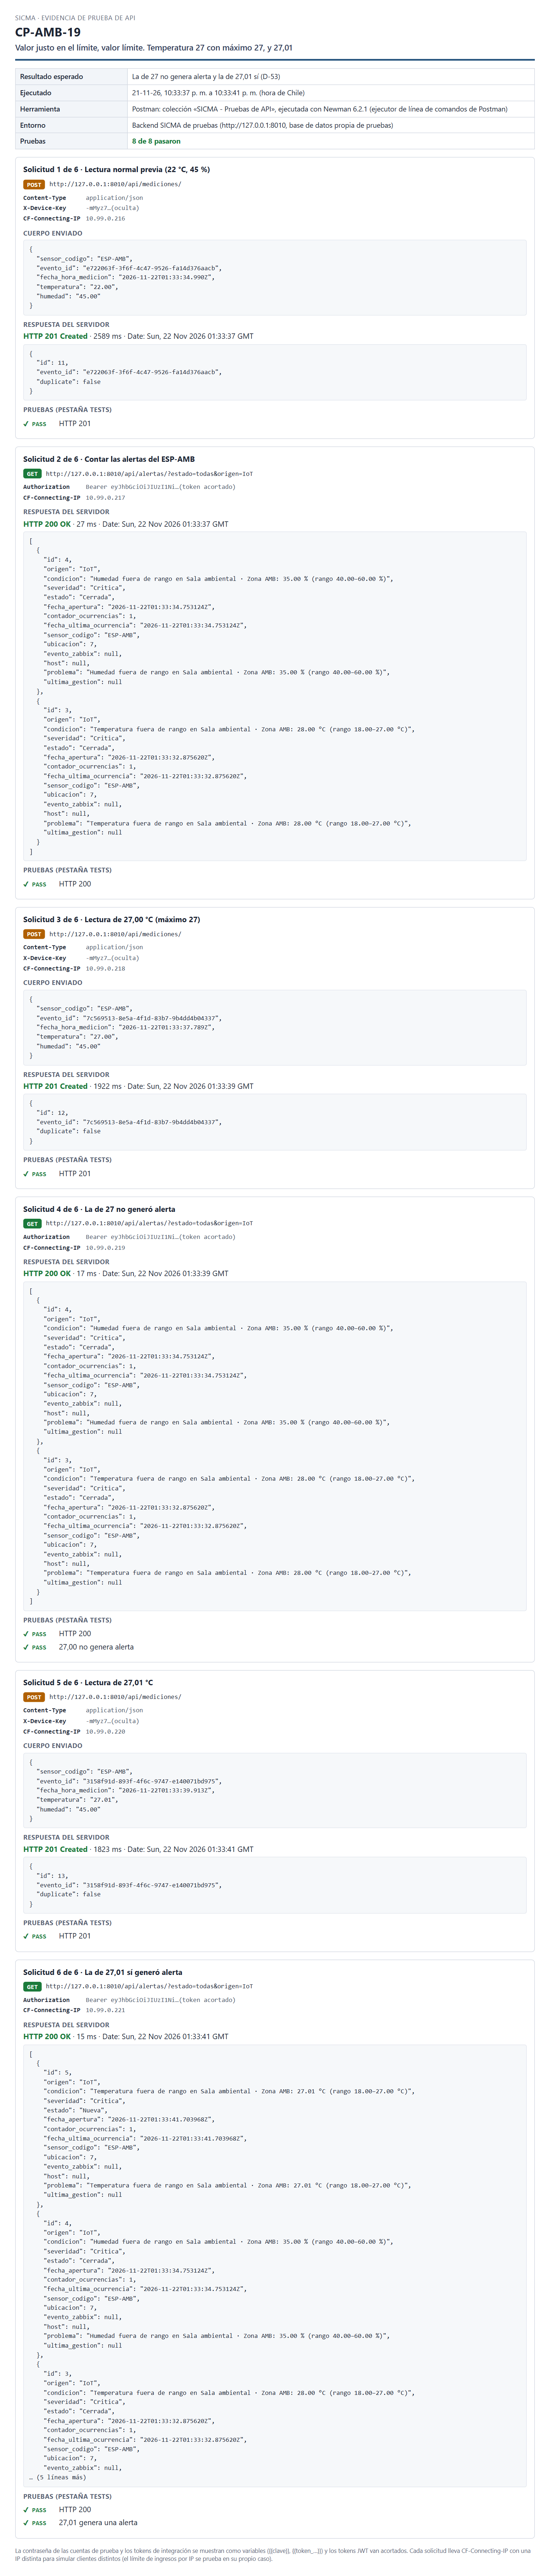 SICMA · EVIDENCIA DE PRUEBA DE API
CP-AMB-19
Valor justo en el límite, valor límite. Temperatura 27 con máximo 27, y 27,01
Resultado esperado La de 27 no genera alerta y la de 27,01 sí (D-53)
Ejecutado 21-11-26, 10:33:37 p. m. a 10:33:41 p. m. (hora de Chile)
Herramienta Postman: colección «SICMA - Pruebas de API», ejecutada con Newman 6.2.1 (ejecutor de línea de comandos de Postman)
Entorno Backend SICMA de pruebas (http://127.0.0.1:8010, base de datos propia de pruebas)
Pruebas 8 de 8 pasaron
Solicitud 1 de 6 · Lectura normal previa (22 °C, 45 %)
POST http://127.0.0.1:8010/api/mediciones/
Content-Type application/json
X-Device-Key -mMyz7…(oculta)
CF-Connecting-IP 10.99.0.216
CUERPO ENVIADO
{
"sensor_codigo": "ESP-AMB",
"evento_id": "e722063f-3f6f-4c47-9526-fa14d376aacb",
"fecha_hora_medicion": "2026-11-22T01:33:34.990Z",
"temperatura": "22.00",
"humedad": "45.00"
}
RESPUESTA DEL SERVIDOR
HTTP 201 Created · 2589 ms · Date: Sun, 22 Nov 2026 01:33:37 GMT
{
"id": 11,
"evento_id": "e722063f-3f6f-4c47-9526-fa14d376aacb",
"duplicate": false
}
PRUEBAS (PESTAÑA TESTS)
✓ PASS HTTP 201
Solicitud 2 de 6 · Contar las alertas del ESP-AMB
GET http://127.0.0.1:8010/api/alertas/?estado=todas&origen=IoT
Authorization Bearer eyJhbGciOiJIUzI1Ni…(token acortado)
CF-Connecting-IP 10.99.0.217
RESPUESTA DEL SERVIDOR
HTTP 200 OK · 27 ms · Date: Sun, 22 Nov 2026 01:33:37 GMT
[
{
"id": 4,
"origen": "IoT",
"condicion": "Humedad fuera de rango en Sala ambiental · Zona AMB: 35.00 % (rango 40.00–60.00 %)",
"severidad": "Critica",
"estado": "Cerrada",
"fecha_apertura": "2026-11-22T01:33:34.753124Z",
"contador_ocurrencias": 1,
"fecha_ultima_ocurrencia": "2026-11-22T01:33:34.753124Z",
"sensor_codigo": "ESP-AMB",
"ubicacion": 7,
"evento_zabbix": null,
"host": null,
"problema": "Humedad fuera de rango en Sala ambiental · Zona AMB: 35.00 % (rango 40.00–60.00 %)",
"ultima_gestion": null
},
{
"id": 3,
"origen": "IoT",
"condicion": "Temperatura fuera de rango en Sala ambiental · Zona AMB: 28.00 °C (rango 18.00–27.00 °C)",
"severidad": "Critica",
"estado": "Cerrada",
"fecha_apertura": "2026-11-22T01:33:32.875620Z",
"contador_ocurrencias": 1,
"fecha_ultima_ocurrencia": "2026-11-22T01:33:32.875620Z",
"sensor_codigo": "ESP-AMB",
"ubicacion": 7,
"evento_zabbix": null,
"host": null,
"problema": "Temperatura fuera de rango en Sala ambiental · Zona AMB: 28.00 °C (rango 18.00–27.00 °C)",
"ultima_gestion": null
}
]
PRUEBAS (PESTAÑA TESTS)
✓ PASS HTTP 200
Solicitud 3 de 6 · Lectura de 27,00 °C (máximo 27)
POST http://127.0.0.1:8010/api/mediciones/
Content-Type application/json
X-Device-Key -mMyz7…(oculta)
CF-Connecting-IP 10.99.0.218
CUERPO ENVIADO
{
"sensor_codigo": "ESP-AMB",
"evento_id": "7c569513-8e5a-4f1d-83b7-9b4dd4b04337",
"fecha_hora_medicion": "2026-11-22T01:33:37.789Z",
"temperatura": "27.00",
"humedad": "45.00"
}
RESPUESTA DEL SERVIDOR
HTTP 201 Created · 1922 ms · Date: Sun, 22 Nov 2026 01:33:39 GMT
{
"id": 12,
"evento_id": "7c569513-8e5a-4f1d-83b7-9b4dd4b04337",
"duplicate": false
}
PRUEBAS (PESTAÑA TESTS)
✓ PASS HTTP 201
Solicitud 4 de 6 · La de 27 no generó alerta
GET http://127.0.0.1:8010/api/alertas/?estado=todas&origen=IoT
Authorization Bearer eyJhbGciOiJIUzI1Ni…(token acortado)
CF-Connecting-IP 10.99.0.219
RESPUESTA DEL SERVIDOR
HTTP 200 OK · 17 ms · Date: Sun, 22 Nov 2026 01:33:39 GMT
[
{
"id": 4,
"origen": "IoT",
"condicion": "Humedad fuera de rango en Sala ambiental · Zona AMB: 35.00 % (rango 40.00–60.00 %)",
"severidad": "Critica",
"estado": "Cerrada",
"fecha_apertura": "2026-11-22T01:33:34.753124Z",
"contador_ocurrencias": 1,
"fecha_ultima_ocurrencia": "2026-11-22T01:33:34.753124Z",
"sensor_codigo": "ESP-AMB",
"ubicacion": 7,
"evento_zabbix": null,
"host": null,
"problema": "Humedad fuera de rango en Sala ambiental · Zona AMB: 35.00 % (rango 40.00–60.00 %)",
"ultima_gestion": null
},
{
"id": 3,
"origen": "IoT",
"condicion": "Temperatura fuera de rango en Sala ambiental · Zona AMB: 28.00 °C (rango 18.00–27.00 °C)",
"severidad": "Critica",
"estado": "Cerrada",
"fecha_apertura": "2026-11-22T01:33:32.875620Z",
"contador_ocurrencias": 1,
"fecha_ultima_ocurrencia": "2026-11-22T01:33:32.875620Z",
"sensor_codigo": "ESP-AMB",
"ubicacion": 7,
"evento_zabbix": null,
"host": null,
"problema": "Temperatura fuera de rango en Sala ambiental · Zona AMB: 28.00 °C (rango 18.00–27.00 °C)",
"ultima_gestion": null
}
]
PRUEBAS (PESTAÑA TESTS)
✓ PASS HTTP 200
✓ PASS 27,00 no genera alerta
Solicitud 5 de 6 · Lectura de 27,01 °C
POST http://127.0.0.1:8010/api/mediciones/
Content-Type application/json
X-Device-Key -mMyz7…(oculta)
CF-Connecting-IP 10.99.0.220
CUERPO ENVIADO
{
"sensor_codigo": "ESP-AMB",
"evento_id": "3158f91d-893f-4f6c-9747-e140071bd975",
"fecha_hora_medicion": "2026-11-22T01:33:39.913Z",
"temperatura": "27.01",
"humedad": "45.00"
}
RESPUESTA DEL SERVIDOR
HTTP 201 Created · 1823 ms · Date: Sun, 22 Nov 2026 01:33:41 GMT
{
"id": 13,
"evento_id": "3158f91d-893f-4f6c-9747-e140071bd975",
"duplicate": false
}
PRUEBAS (PESTAÑA TESTS)
✓ PASS HTTP 201
Solicitud 6 de 6 · La de 27,01 sí generó alerta
GET http://127.0.0.1:8010/api/alertas/?estado=todas&origen=IoT
Authorization Bearer eyJhbGciOiJIUzI1Ni…(token acortado)
CF-Connecting-IP 10.99.0.221
RESPUESTA DEL SERVIDOR
HTTP 200 OK · 15 ms · Date: Sun, 22 Nov 2026 01:33:41 GMT
[
{
"id": 5,
"origen": "IoT",
"condicion": "Temperatura fuera de rango en Sala ambiental · Zona AMB: 27.01 °C (rango 18.00–27.00 °C)",
"severidad": "Critica",
"estado": "Nueva",
"fecha_apertura": "2026-11-22T01:33:41.703968Z",
"contador_ocurrencias": 1,
"fecha_ultima_ocurrencia": "2026-11-22T01:33:41.703968Z",
"sensor_codigo": "ESP-AMB",
"ubicacion": 7,
"evento_zabbix": null,
"host": null,
"problema": "Temperatura fuera de rango en Sala ambiental · Zona AMB: 27.01 °C (rango 18.00–27.00 °C)",
"ultima_gestion": null
},
{
"id": 4,
"origen": "IoT",
"condicion": "Humedad fuera de rango en Sala ambiental · Zona AMB: 35.00 % (rango 40.00–60.00 %)",
"severidad": "Critica",
"estado": "Cerrada",
"fecha_apertura": "2026-11-22T01:33:34.753124Z",
"contador_ocurrencias": 1,
"fecha_ultima_ocurrencia": "2026-11-22T01:33:34.753124Z",
"sensor_codigo": "ESP-AMB",
"ubicacion": 7,
"evento_zabbix": null,
"host": null,
"problema": "Humedad fuera de rango en Sala ambiental · Zona AMB: 35.00 % (rango 40.00–60.00 %)",
"ultima_gestion": null
},
{
"id": 3,
"origen": "IoT",
"condicion": "Temperatura fuera de rango en Sala ambiental · Zona AMB: 28.00 °C (rango 18.00–27.00 °C)",
"severidad": "Critica",
"estado": "Cerrada",
"fecha_apertura": "2026-11-22T01:33:32.875620Z",
"contador_ocurrencias": 1,
"fecha_ultima_ocurrencia": "2026-11-22T01:33:32.875620Z",
"sensor_codigo": "ESP-AMB",
"ubicacion": 7,
"evento_zabbix": null,
… (5 líneas más)
PRUEBAS (PESTAÑA TESTS)
✓ PASS HTTP 200
✓ PASS 27,01 genera una alerta
La contraseña de las cuentas de prueba y los tokens de integración se muestran como variables ({{clave}}, {{token_…}}) y los tokens JWT van acortados. Cada solicitud lleva CF-Connecting-IP con una
IP distinta para simular clientes distintos (el límite de ingresos por IP se prueba en su propio caso).